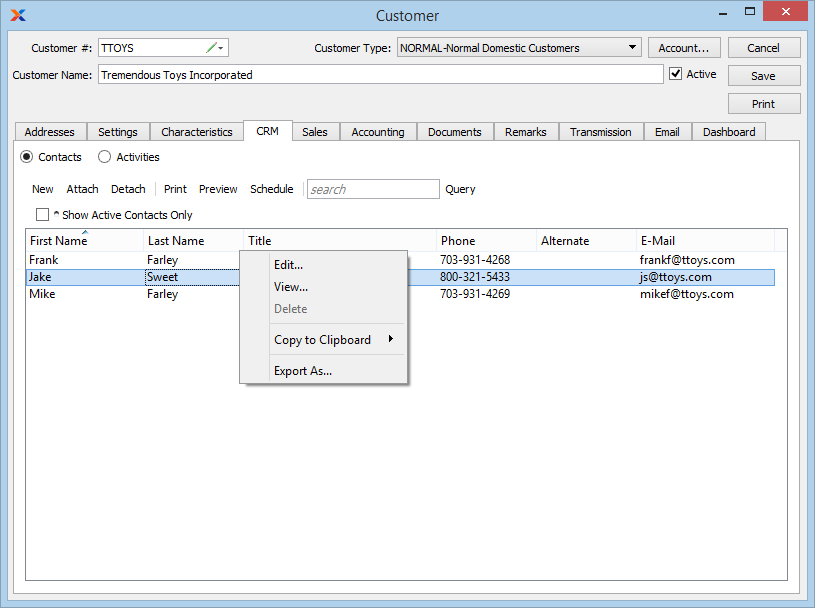 Customer
Customer #: TTOYS Customer Type: NORMAL-Normal Domestic Customers Account... Cancel
Customer Name: Tremendous Toys Incorporated Active Save
Print
Addresses Settings Characteristics CRM Sales Accounting Documents Remarks Transmission Email Dashboard
Contacts Activities
New Attach Detach Print Preview Schedule search Query
^ Show Active Contacts Only
First Name Last Name Title Phone Alternate E-Mail
Frank Farley 703-931-4268 frankf@ttoys.com
Jake Sweet 800-321-5433 js@ttoys.com
Mike Farley 703-931-4269 mikef@ttoys.com
Edit...
View...
Delete
Copy to Clipboard
Export As...